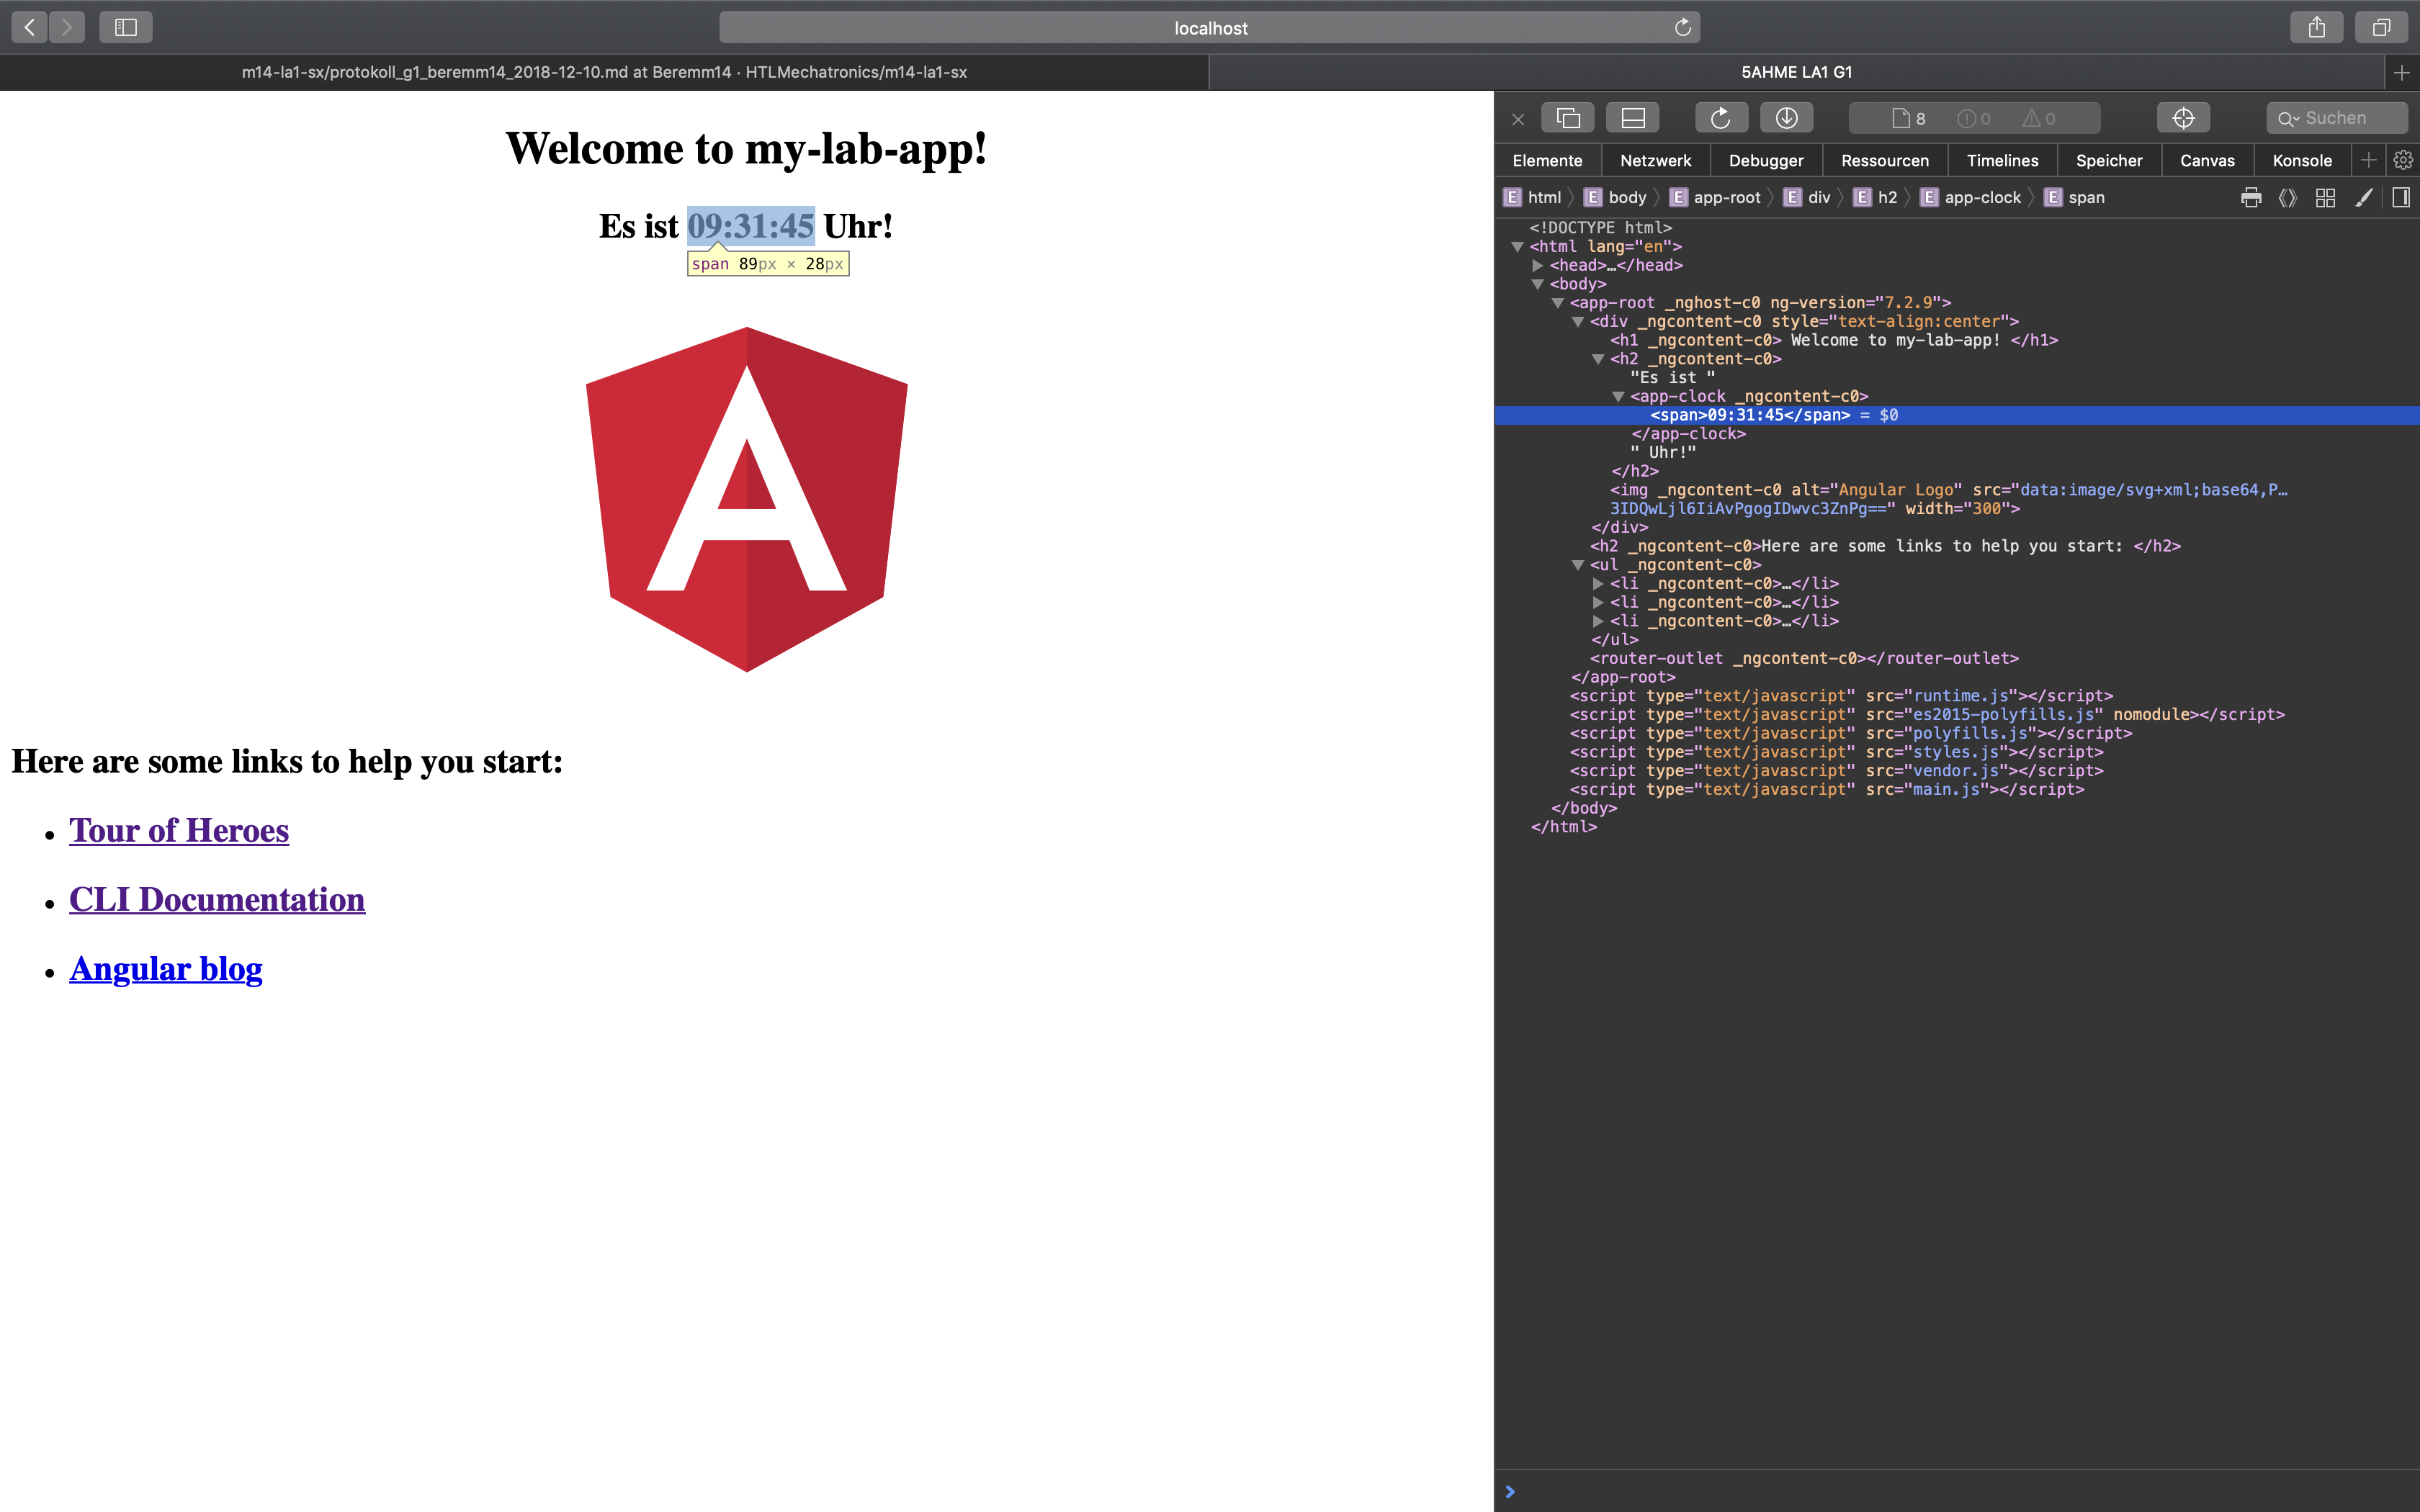 localhost
m14-la1-sx/protokoll_g1_beremm14_2018-12-10.md at Beremm14 · HTLMechatronics/m14-la1-sx
5AHME LA1 G1
Welcome to my-lab-app!
Es ist 09:31:45 Uhr!
span 89px × 28px
A
Here are some links to help you start:
• Tour of Heroes
• CLI Documentation
• Angular blog
8 0 0
Suchen
Elemente Netzwerk Debugger Ressourcen Timelines Speicher Canvas Konsole
E html E body E app-root E div E h2 E app-clock E span
<!DOCTYPE html>
<html lang="en">
<head>…</head>
<body>
<app-root _nghost-c0 ng-version="7.2.9">
<div _ngcontent-c0 style="text-align:center">
<h1 _ngcontent-c0> Welcome to my-lab-app! </h1>
<h2 _ngcontent-c0>
"Es ist "
<app-clock _ngcontent-c0>
<span>09:31:45</span> = $0
</app-clock>
" Uhr!"
</h2>
<img _ngcontent-c0 alt="Angular Logo" src="data:image/svg+xml;base64,P…
3IDQwLjl6IiAvPgogIDwvc3ZnPg==" width="300">
</div>
<h2 _ngcontent-c0>Here are some links to help you start: </h2>
<ul _ngcontent-c0>
<li _ngcontent-c0>…</li>
<li _ngcontent-c0>…</li>
<li _ngcontent-c0>…</li>
</ul>
<router-outlet _ngcontent-c0></router-outlet>
</app-root>
<script type="text/javascript" src="runtime.js"></script>
<script type="text/javascript" src="es2015-polyfills.js" nomodule></script>
<script type="text/javascript" src="polyfills.js"></script>
<script type="text/javascript" src="styles.js"></script>
<script type="text/javascript" src="vendor.js"></script>
<script type="text/javascript" src="main.js"></script>
</body>
</html>